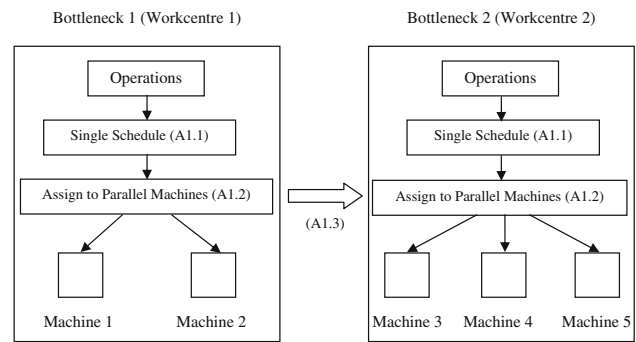 Bottleneck 1 (Workcentre 1)
Operations
Single Schedule (A1.1)
Assign to Parallel Machines (A1.2)
Machine 1
Machine 2
(A1.3)
Bottleneck 2 (Workcentre 2)
Operations
Single Schedule (A1.1)
Assign to Parallel Machines (A1.2)
Machine 3
Machine 4
Machine 5